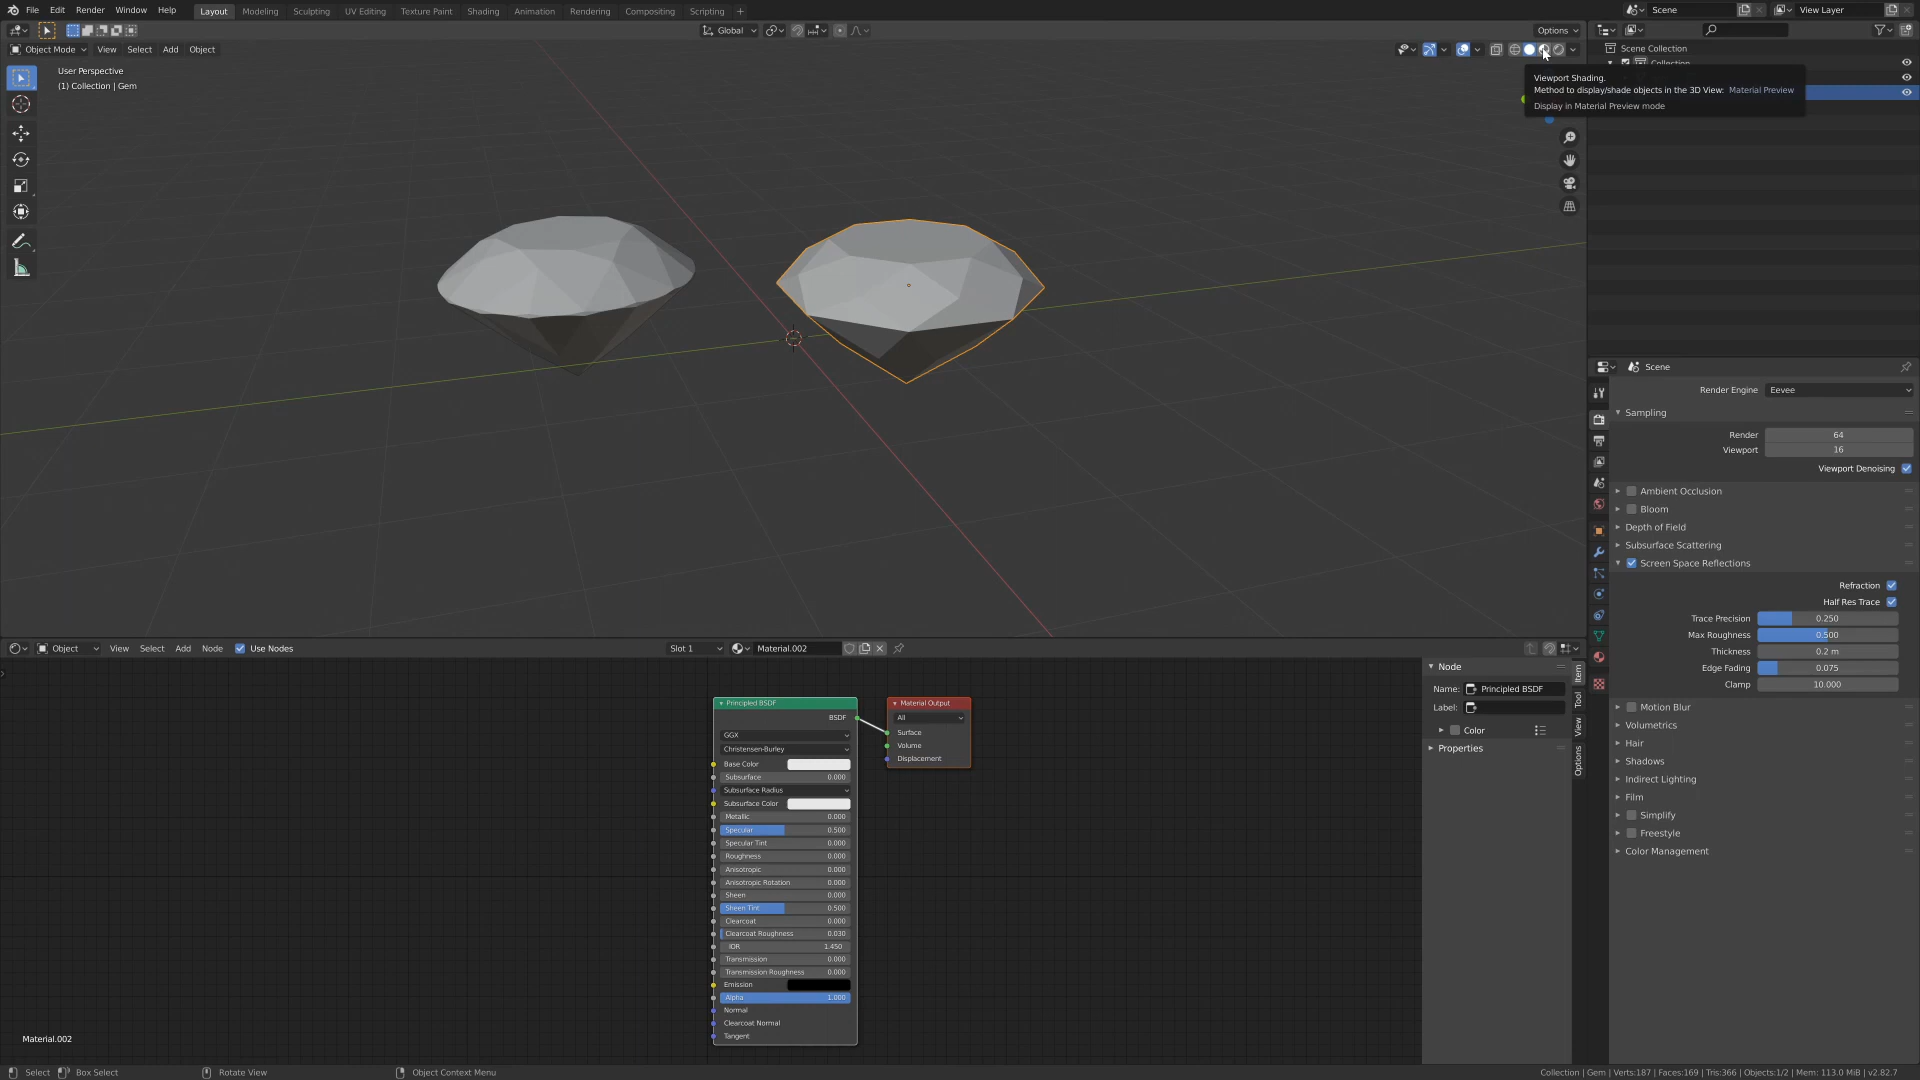 File Edit Render Window Help Layout Modeling Sculpting UV Editing Texture Paint Shading Animation Rendering Compositing Scripting + Scene View Layer
Global Options
Object Mode View Select Add Object
User Perspective
(1) Collection | Gem
Scene Collection
Collection
Viewport Shading.
Method to display/shade objects in the 3D View: Material Preview
Display in Material Preview mode
Scene
Render Engine Eevee
Sampling
Render 64
Viewport 16
Viewport Denoising
Ambient Occlusion
Bloom
Depth of Field
Subsurface Scattering
Screen Space Reflections
Refraction
Half Res Trace
Trace Precision 0.250
Max Roughness 0.500
Thickness 0.2 m
Edge Fading 0.075
Clamp 10.000
Motion Blur
Volumetrics
Hair
Shadows
Indirect Lighting
Film
Simplify
Freestyle
Color Management
Object View Select Add Node Use Nodes Slot 1 Material.002
Principled BSDF
BSDF
GGX
Christensen-Burley
Base Color
Subsurface 0.000
Subsurface Radius
Subsurface Color
Metallic 0.000
Specular 0.500
Specular Tint 0.000
Roughness 0.000
Anisotropic 0.000
Anisotropic Rotation 0.000
Sheen 0.000
Sheen Tint 0.500
Clearcoat 0.000
Clearcoat Roughness 0.030
IOR 1.450
Transmission 0.000
Transmission Roughness 0.000
Emission
Alpha 1.000
Normal
Clearcoat Normal
Tangent
Material Output
All
Surface
Volume
Displacement
Node
Name: Principled BSDF
Label:
Color
Properties
Item
Tool
View
Options
Material.002
Select Box Select Rotate View Object Context Menu Collection | Gem | Verts:187 | Faces:169 | Tris:366 | Objects:1/2 | Mem: 113.0 MiB | v2.82.7